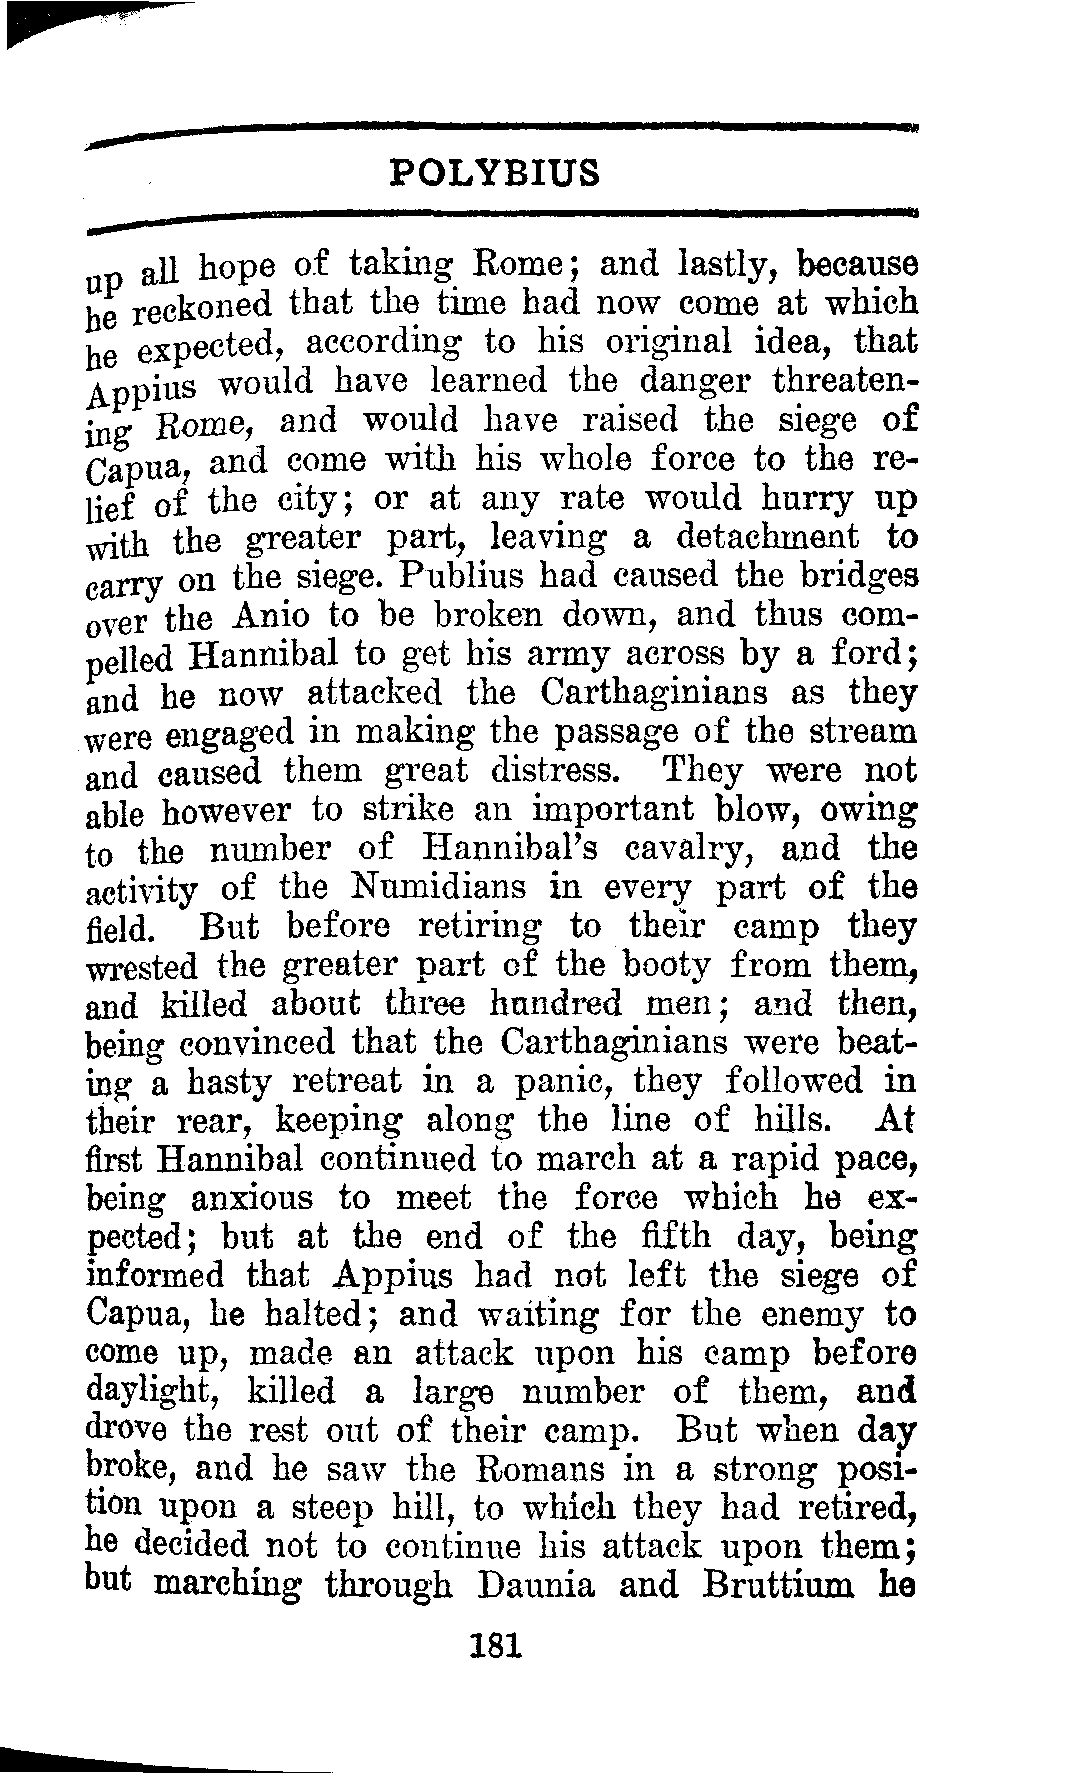 POLYBIUS
up all hope of taking Rome; and lastly, because
he reckoned that the time had now come at which
he expected, according to his original idea, that
Appius would have learned the danger threaten-
ing Rome, and would have raised the siege of
Capua, and come with his whole force to the re-
lief of the city; or at any rate would hurry up
with the greater part, leaving a detachment to
carry on the siege. Publius had caused the bridges
over the Anio to be broken down, and thus com-
pelled Hannibal to get his army across by a ford;
and he now attacked the Carthaginians as they
were engaged in making the passage of the stream
and caused them great distress. They were not
able however to strike an important blow, owing
to the number of Hannibal's cavalry, and the
activity of the Numidians in every part of the
field. But before retiring to their camp they
wrested the greater part of the booty from them,
and killed about three hundred men; and then,
being convinced that the Carthaginians were beat-
ing a hasty retreat in a panic, they followed in
their rear, keeping along the line of hills. At
first Hannibal continued to march at a rapid pace,
being anxious to meet the force which he ex-
pected; but at the end of the fifth day, being
informed that Appius had not left the siege of
Capua, he halted; and waiting for the enemy to
come up, made an attack upon his camp before
daylight, killed a large number of them, and
drove the rest out of their camp. But when day
broke, and he saw the Romans in a strong posi-
tion upon a steep hill, to which they had retired,
he decided not to continue his attack upon them;
but marching through Daunia and Bruttium he
181